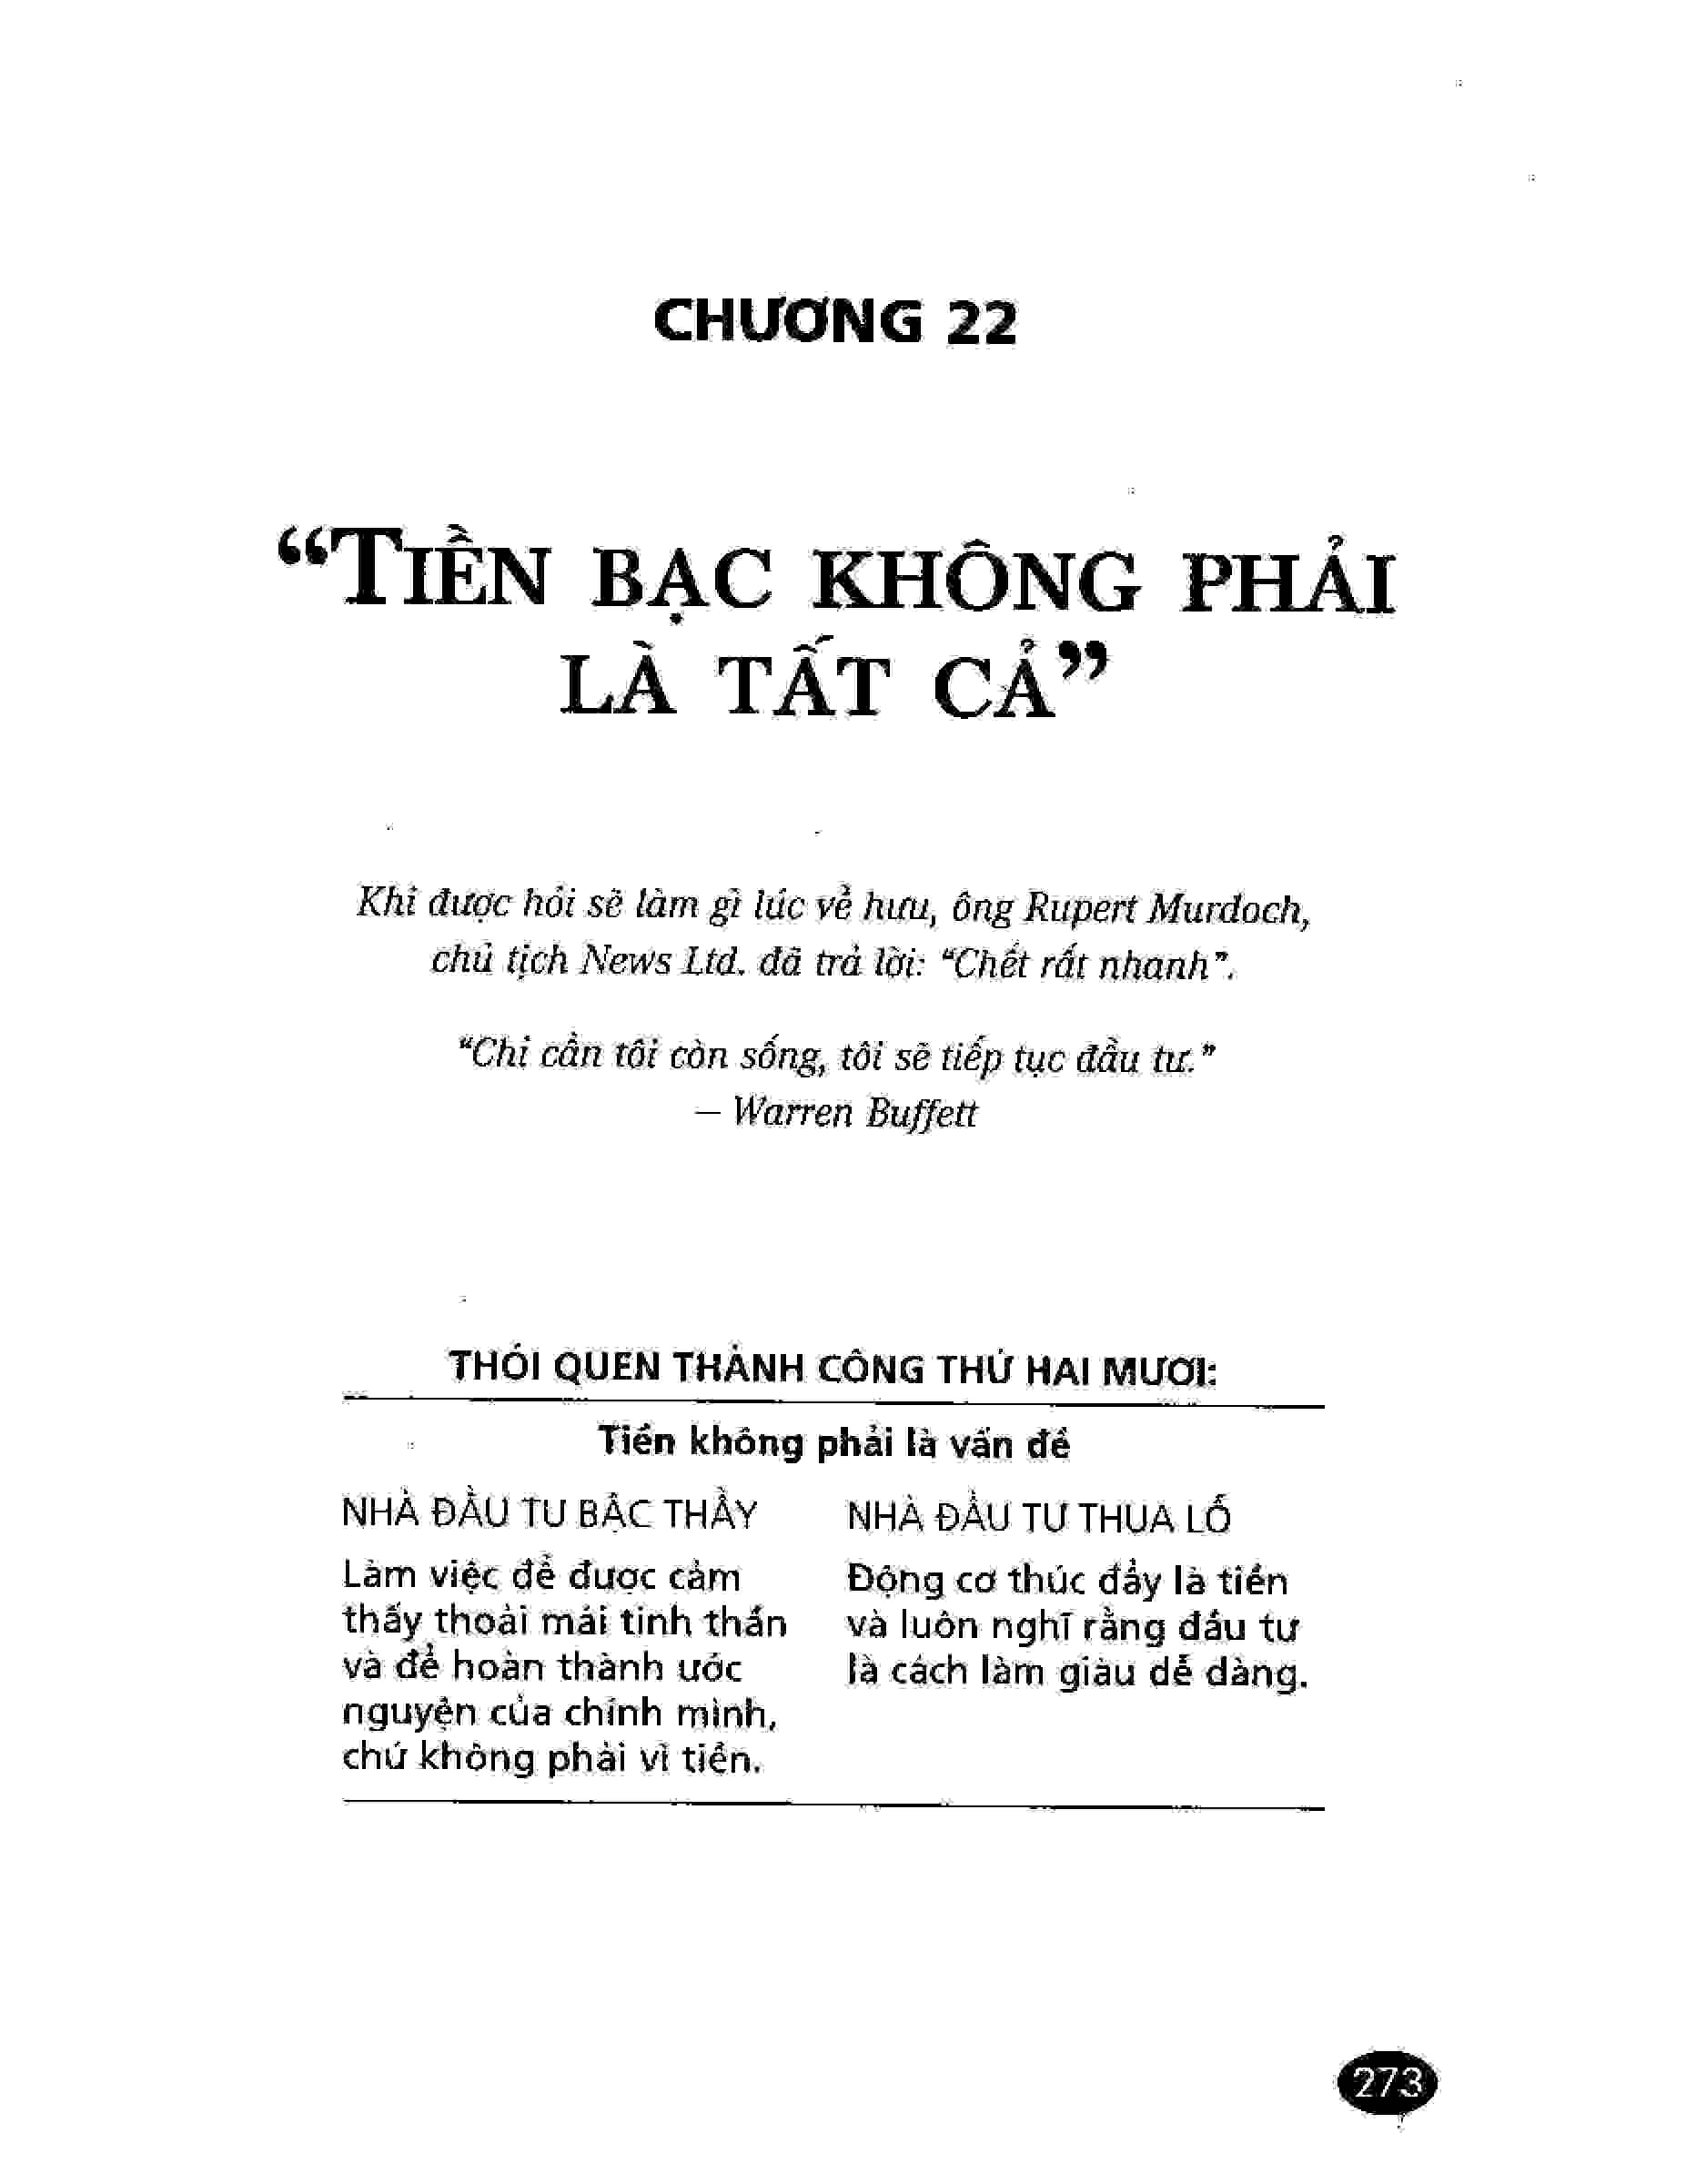 CHƯƠNG 22
“TIỀN BẠC KHÔNG PHẢI
LÀ TẤT CẢ”
Khi được hỏi sẽ làm gì lúc về hưu, ông Rupert Murdoch,
chủ tịch News Ltd. đã trả lời: “Chết rất nhanh”.
“Chỉ cần tôi còn sống, tôi sẽ tiếp tục đầu tư.”
– Warren Buffett
THÓI QUEN THÀNH CÔNG THỨ HAI MƯƠI:
Tiền không phải là vấn đề
NHÀ ĐẦU TƯ BẬC THẦY
Làm việc để được cảm
thấy thoải mái tinh thần
và để hoàn thành ước
nguyện của chính mình,
chứ không phải vì tiền.
NHÀ ĐẦU TƯ THUA LỖ
Động cơ thúc đẩy là tiền
và luôn nghĩ rằng đầu tư
là cách làm giàu dễ dàng.
273